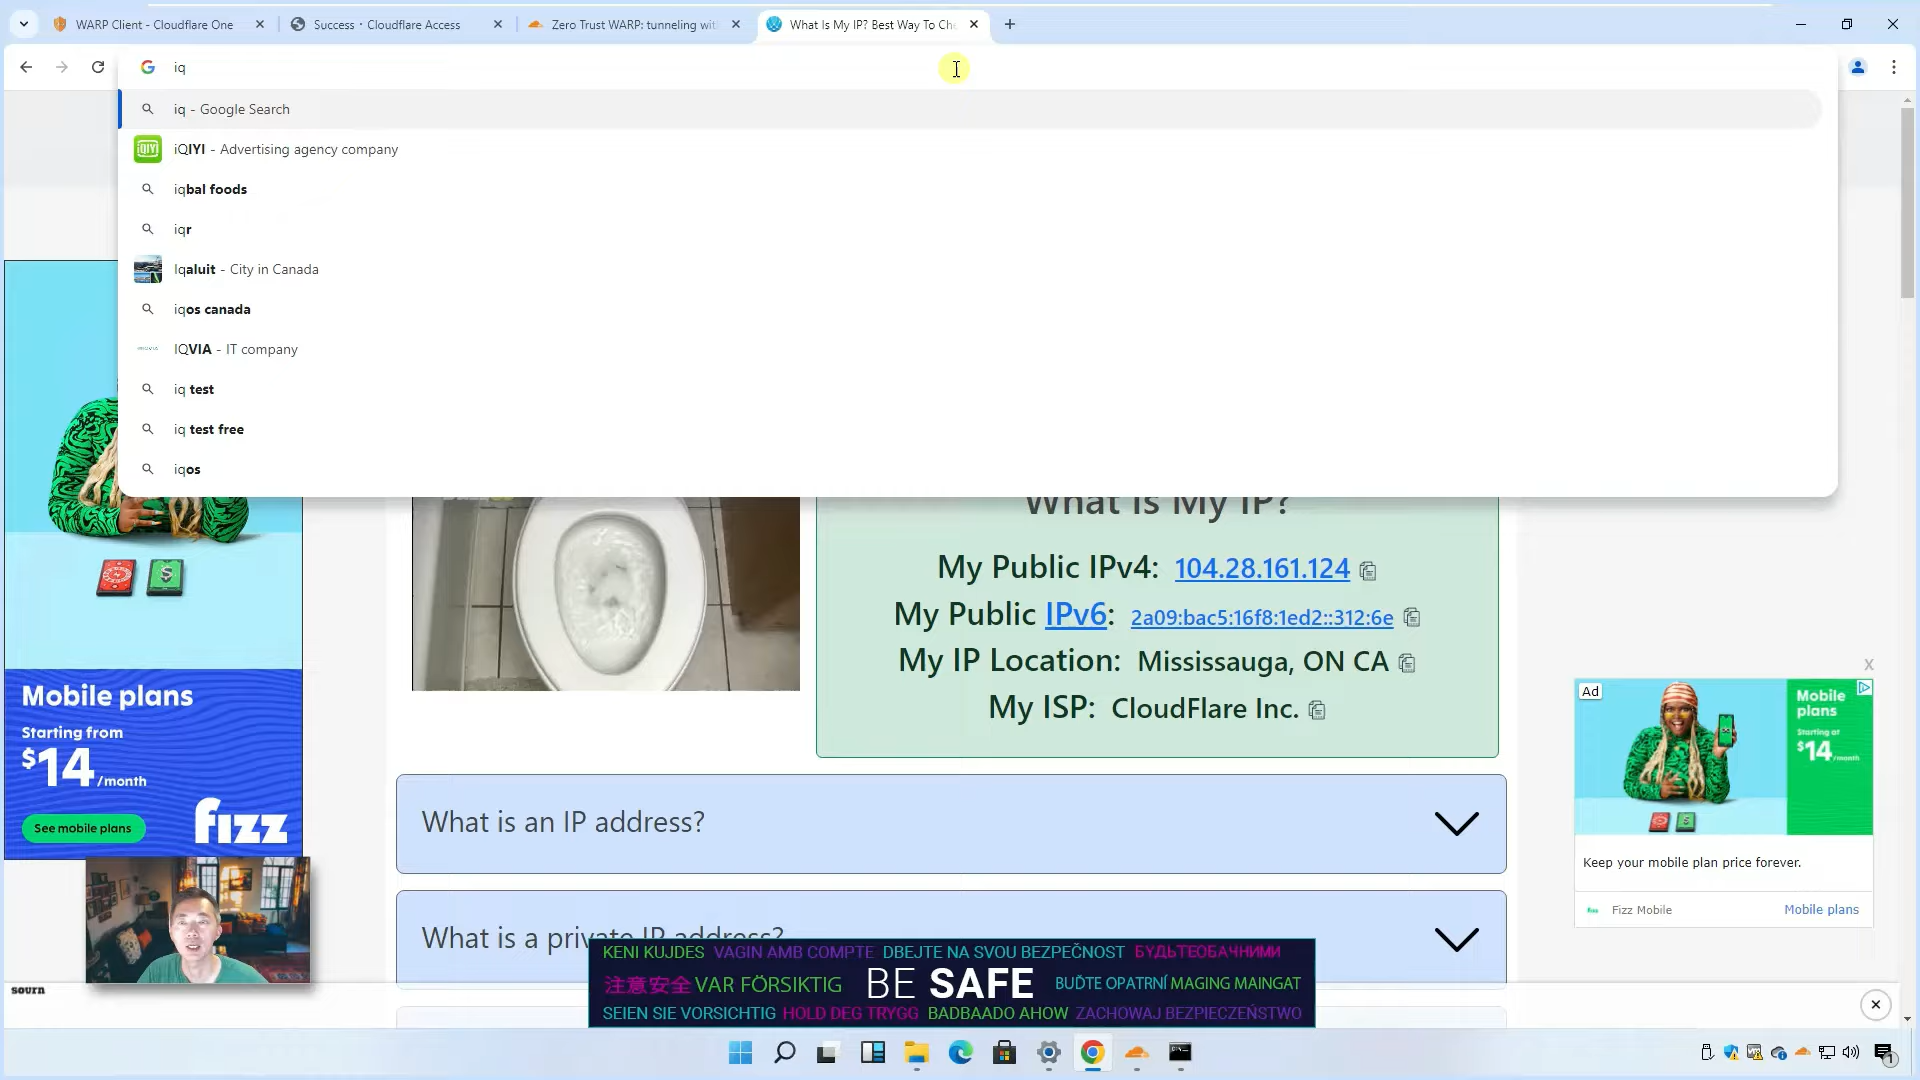 WARP Client - Cloudflare One
Success · Cloudflare Access
Zero Trust WARP: tunneling wit
What Is My IP? Best Way To Che
iq
iq - Google Search
iQIYI - Advertising agency company
iqbal foods
iqr
Iqaluit - City in Canada
iqos canada
IQVIA - IT company
iq test
iq test free
iqos
What Is My IP?
My Public IPv4: 104.28.161.124
My Public IPv6: 2a09:bac5:16f8:1ed2::312:6e
My IP Location: Mississauga, ON CA
My ISP: CloudFlare Inc.
What is an IP address?
What is a private IP address?
Mobile plans
Starting from
$14/month
See mobile plans
fizz
X
Ad
Mobile plans
Starting at
$14/month
Keep your mobile plan price forever.
Fizz Mobile
Mobile plans
KENI KUJDES VAGIN AMB COMPTE DBEJTE NA SVOU BEZPEČNOST БУДЬТЕОБАЧНИМИ
注意安全 VAR FÖRSIKTIG BE SAFE BUĎTE OPATRNÍ MAGING MAINGAT
SEIEN SIE VORSICHTIG HOLD DEG TRYGG BADBAADO AHOW ZACHOWAJ BEZPIECZEŃSTWO
1